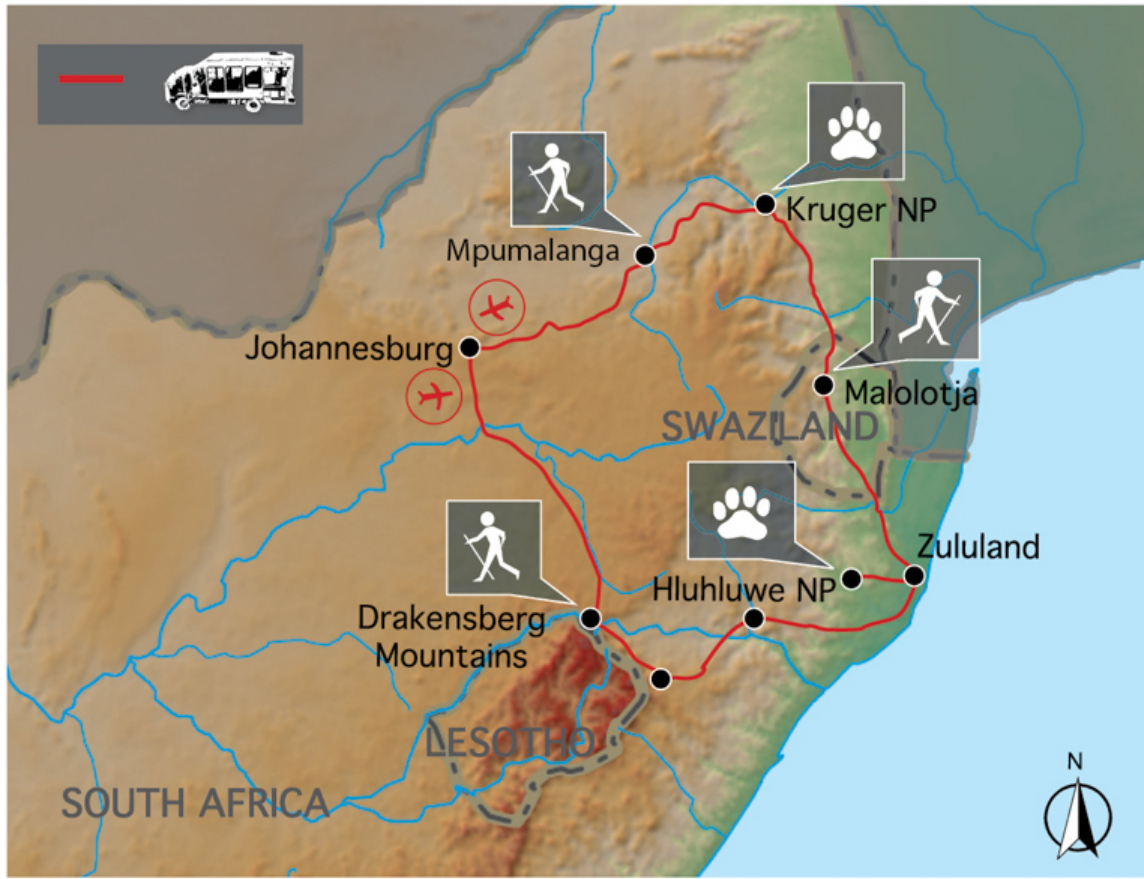 Kruger NP
Mpumalanga
Johannesburg
Malolotja
SWAZILAND
Zululand
Hluhluwe NP
Drakensberg
Mountains
LESOTHO
SOUTH AFRICA
N